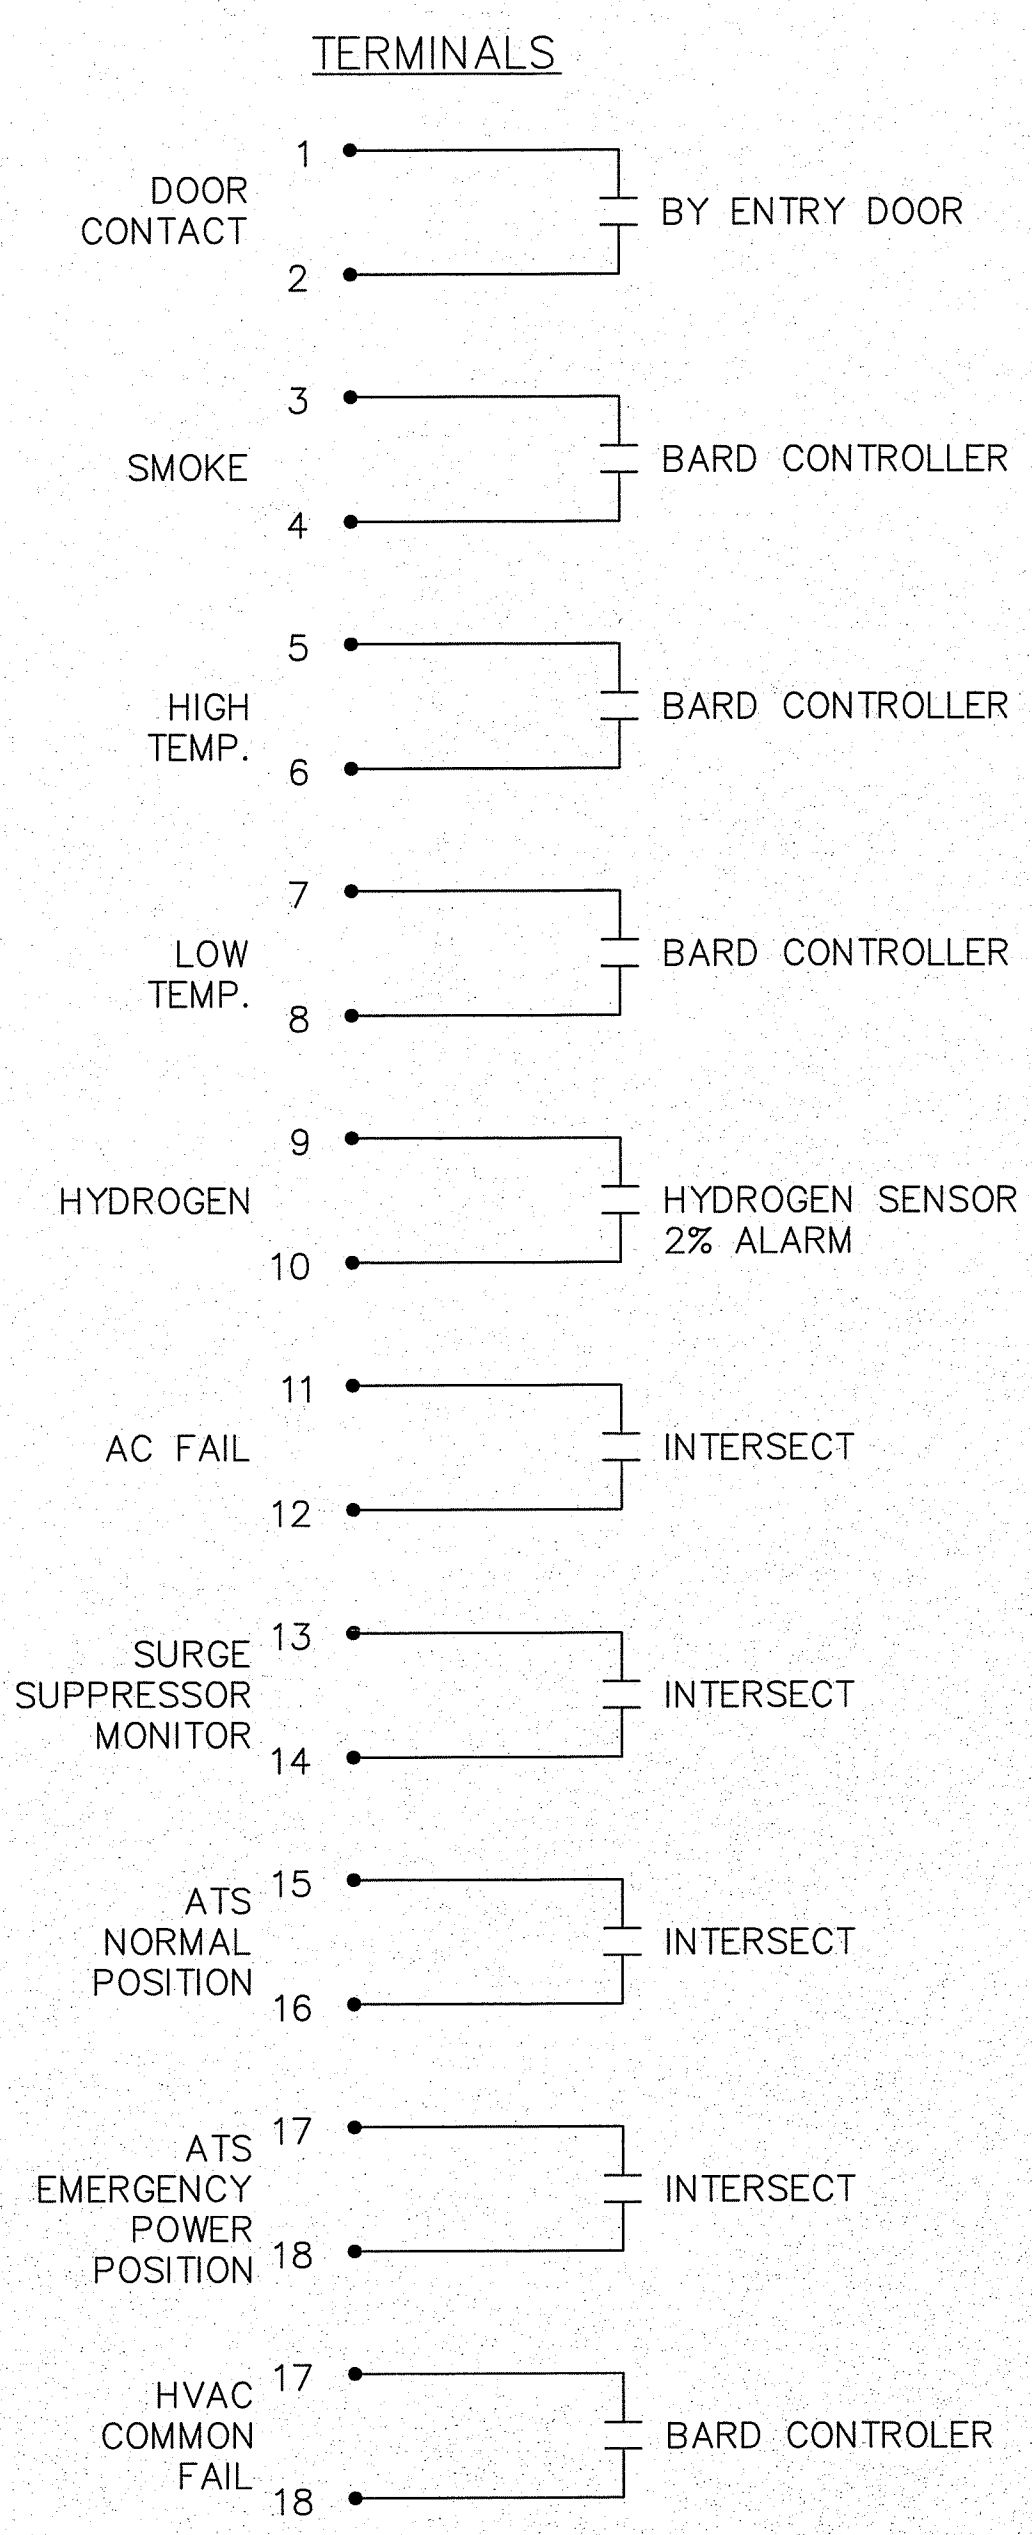 TERMINALS
1
DOOR
CONTACT
BY ENTRY DOOR
2
3
SMOKE
BARD CONTROLLER
4
5
HIGH
TEMP.
BARD CONTROLLER
6
7
LOW
TEMP.
BARD CONTROLLER
8
9
HYDROGEN
HYDROGEN SENSOR
2% ALARM
10
11
AC FAIL
INTERSECT
12
13
SURGE
SUPPRESSOR
MONITOR
INTERSECT
14
15
ATS
NORMAL
POSITION
INTERSECT
16
17
ATS
EMERGENCY
POWER
POSITION
INTERSECT
18
17
HVAC
COMMON
FAIL
BARD CONTROLER
18